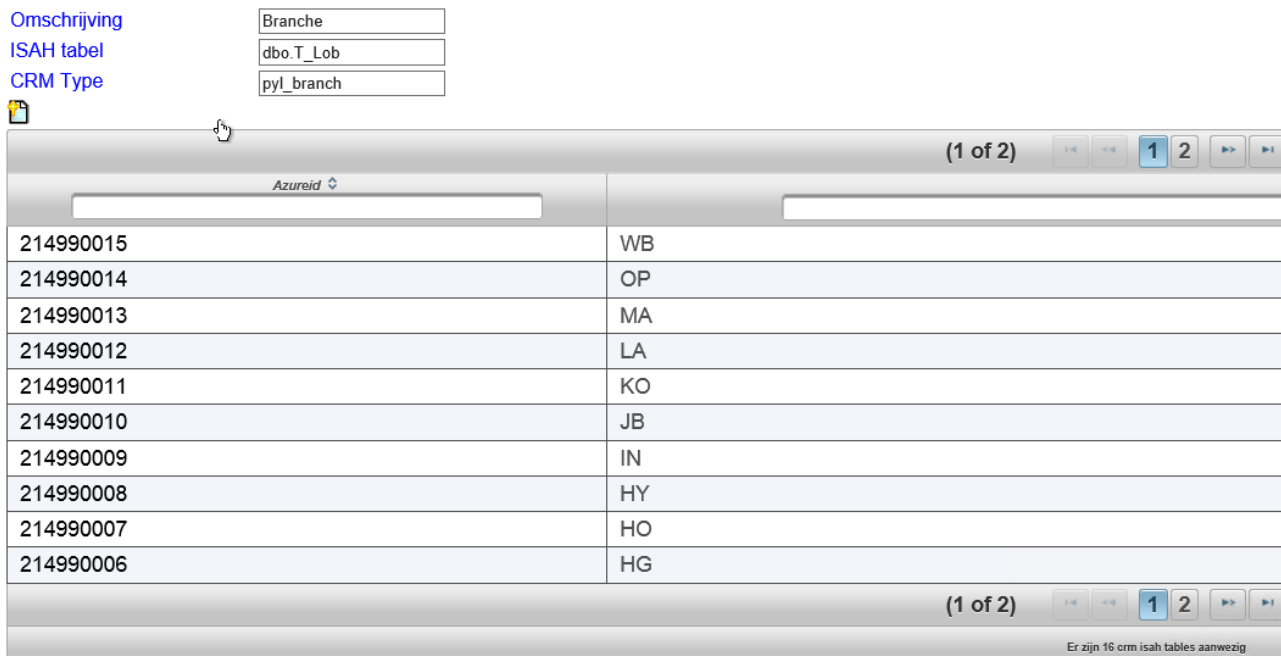 Omschrijving Branche
ISAH tabel dbo.T_Lob
CRM Type pyl_branch
(1 of 2) 1 2
Azureid
214990015 WB
214990014 OP
214990013 MA
214990012 LA
214990011 KO
214990010 JB
214990009 IN
214990008 HY
214990007 HO
214990006 HG
(1 of 2) 1 2
Er zijn 16 crm isah tables aanwezig